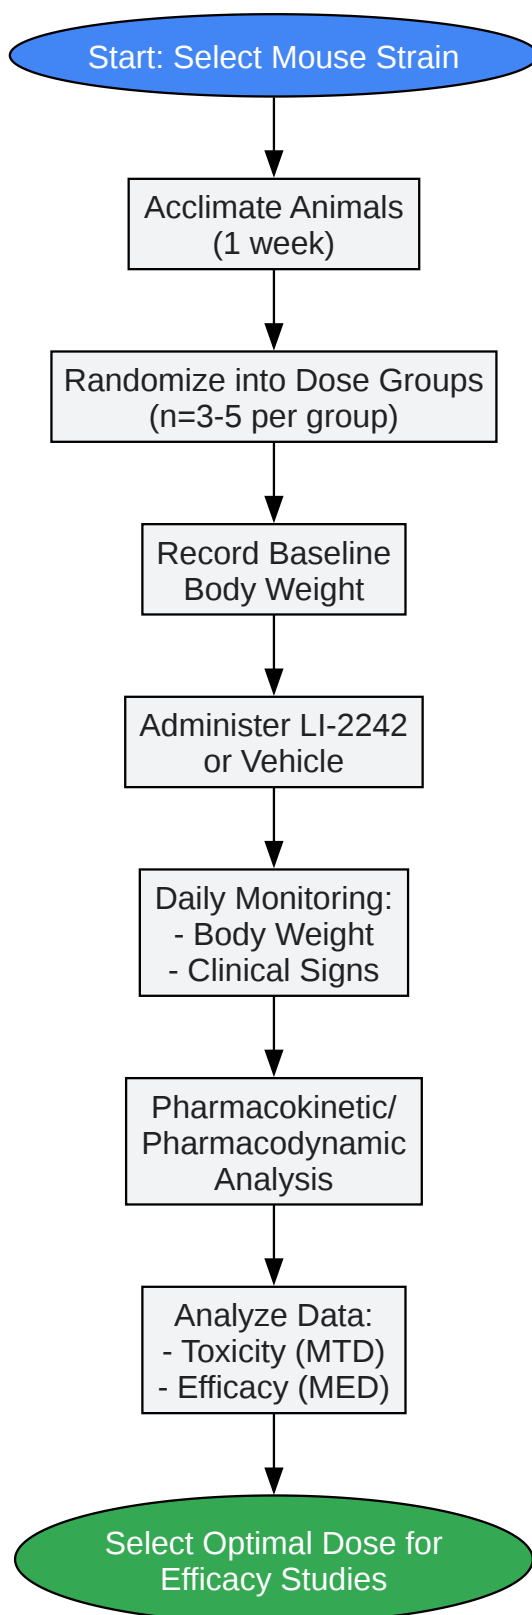 Start: Select Mouse Strain
Acclimate Animals
(1 week)
Randomize into Dose Groups
(n=3-5 per group)
Record Baseline
Body Weight
Administer LI-2242
or Vehicle
Daily Monitoring:
- Body Weight
- Clinical Signs
Pharmacokinetic/
Pharmacodynamic
Analysis
Analyze Data:
- Toxicity (MTD)
- Efficacy (MED)
Select Optimal Dose for
Efficacy Studies